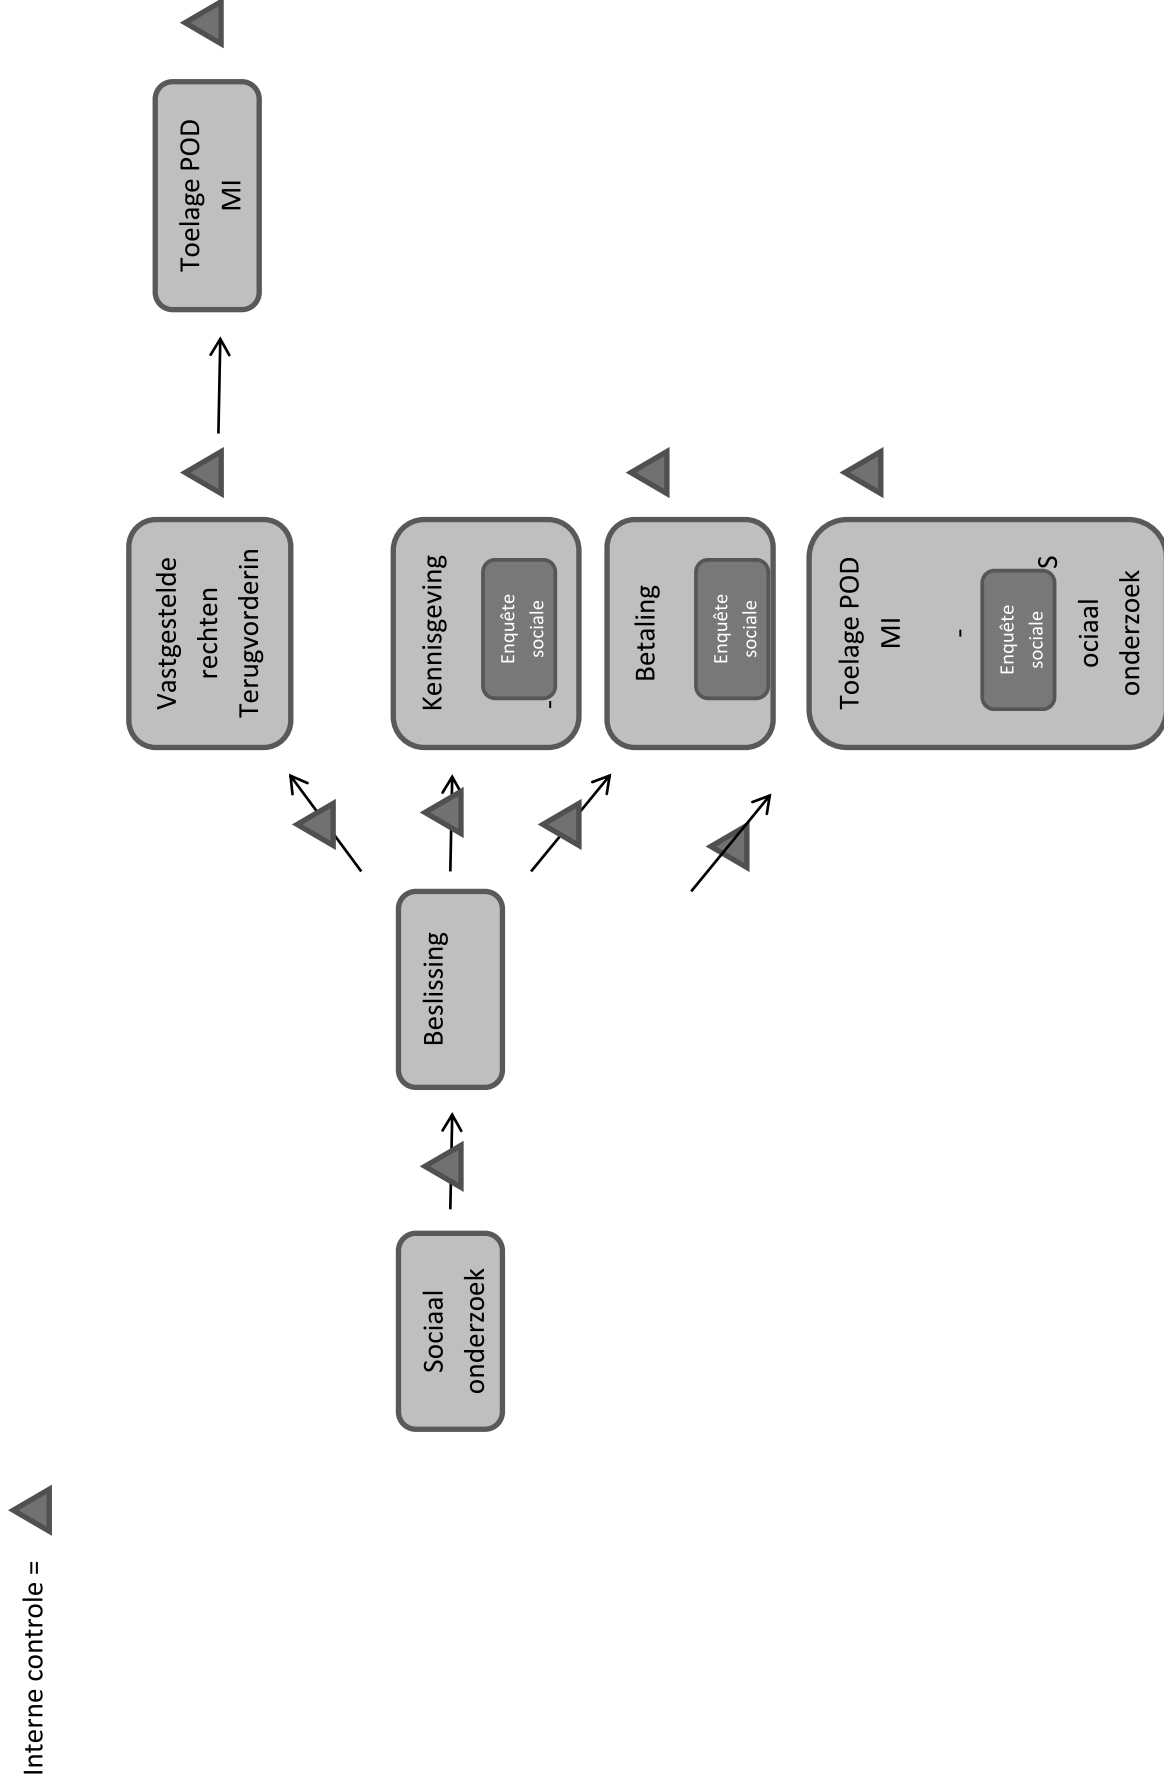 Interne controle =
Sociaal
onderzoek
Beslissing
Vastgestelde
rechten
Terugvorderin
Toelage POD
MI
Kennisgeving
-
Enquête
sociale
Betaling
Enquête
sociale
Toelage POD
MI
-
Enquête
sociale
S
ociaal
onderzoek